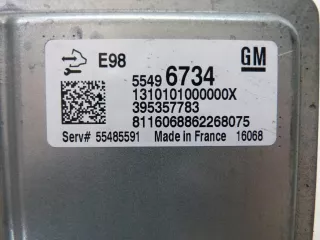 E98
GM
5549 6734
1310101000000X
395357783
8116068862268075
Serv# 55485591 Made in France 16068